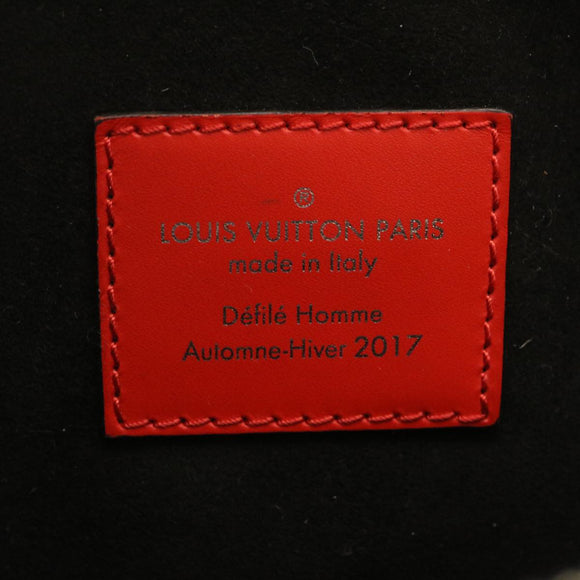 ®
LOUIS VUITTON PARIS
made in Italy
Défilé Homme
Automne-Hiver 2017